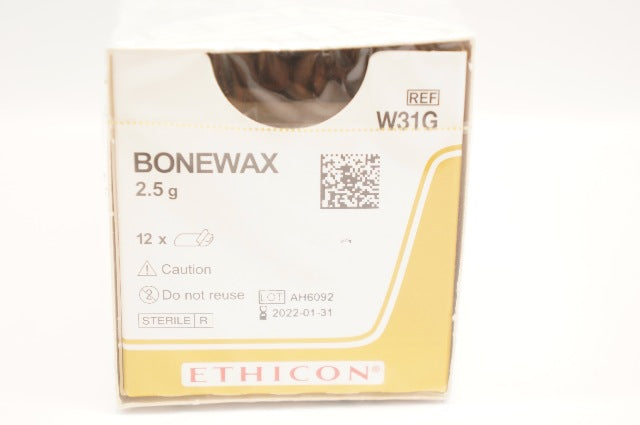 REF
W31G
BONEWAX
2.5 g
12 x
Caution
Do not reuse
LOT AH6092
2022-01-31
STERILE R
ETHICON®